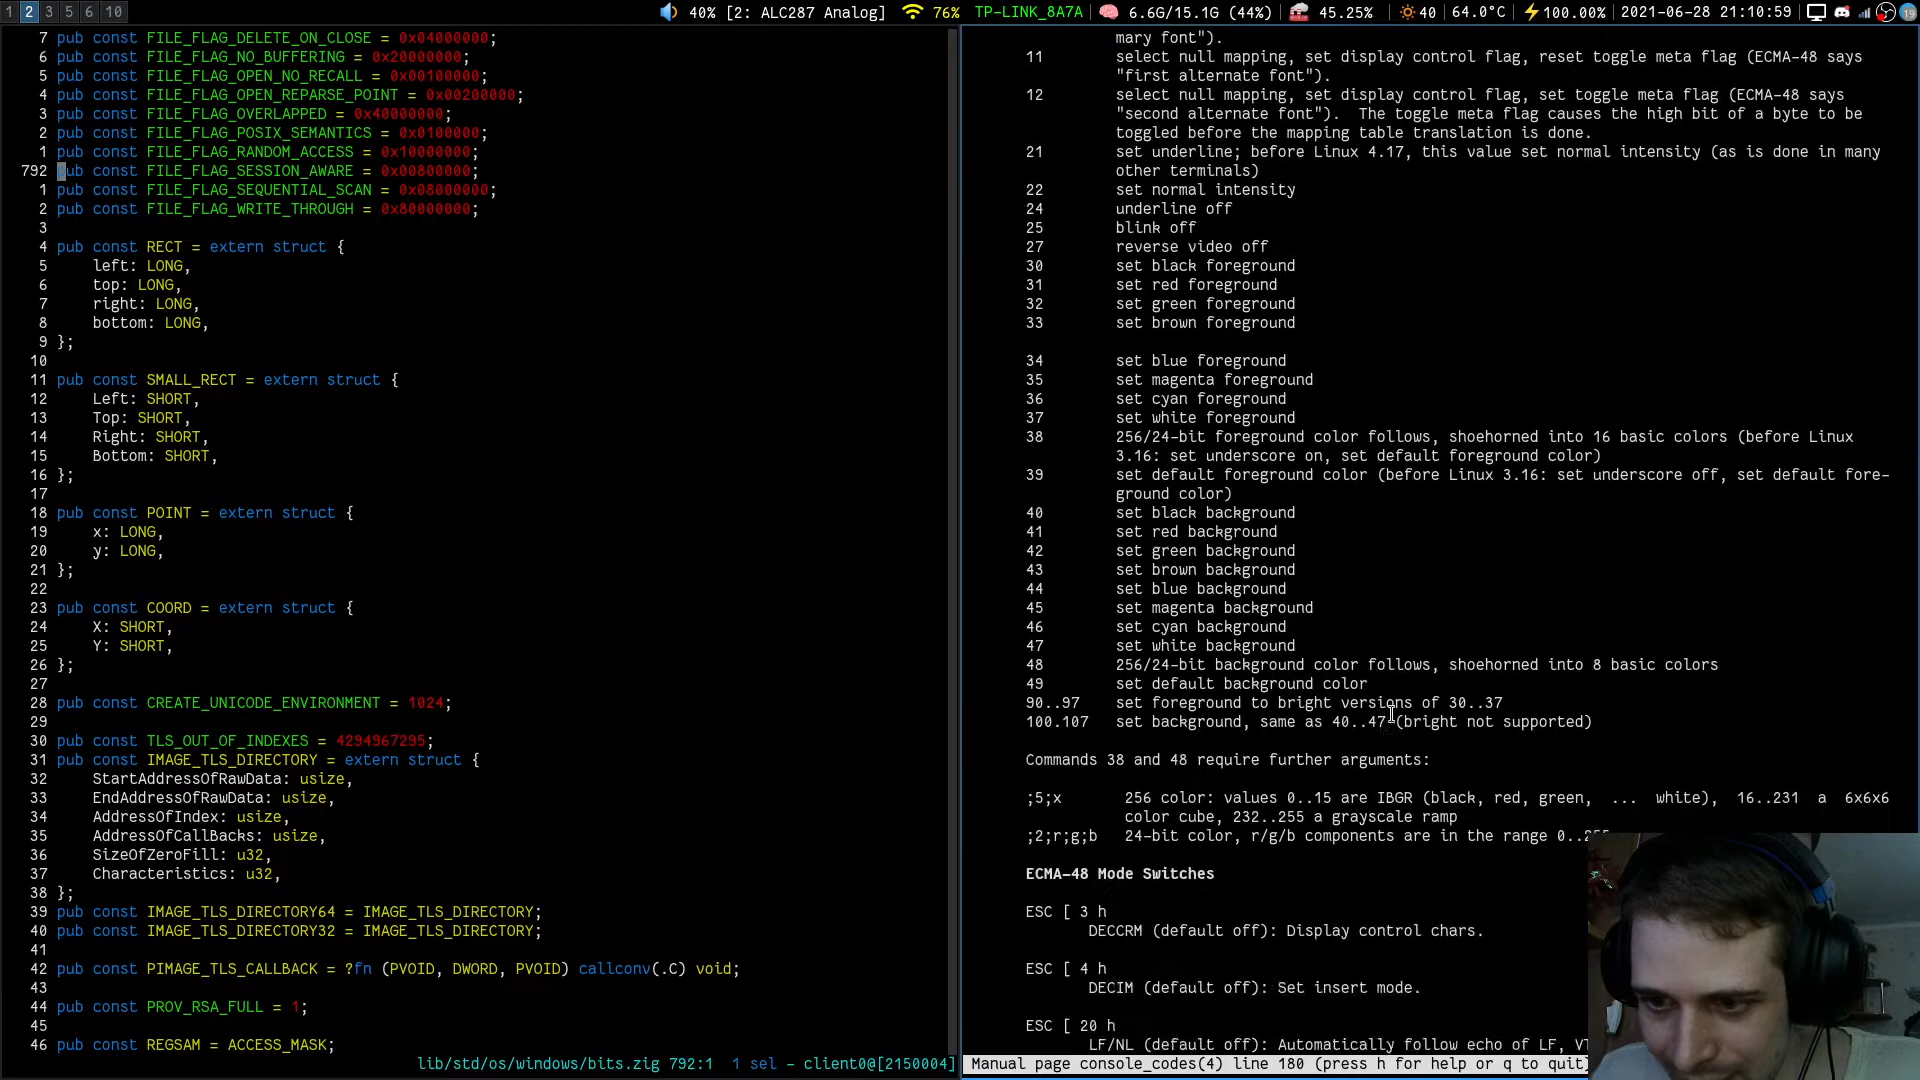 1 2 3 5 6 10
40% [2: ALC287 Analog] 76% TP-LINK_8A7A 6.6G/15.1G (44%) 45.25% 40 64.0°C 100.00% 2021-06-28 21:10:59 19
7 pub const FILE_FLAG_DELETE_ON_CLOSE = 0x04000000;
6 pub const FILE_FLAG_NO_BUFFERING = 0x20000000;
5 pub const FILE_FLAG_OPEN_NO_RECALL = 0x00100000;
4 pub const FILE_FLAG_OPEN_REPARSE_POINT = 0x00200000;
3 pub const FILE_FLAG_OVERLAPPED = 0x40000000;
2 pub const FILE_FLAG_POSIX_SEMANTICS = 0x0100000;
1 pub const FILE_FLAG_RANDOM_ACCESS = 0x10000000;
792 pub const FILE_FLAG_SESSION_AWARE = 0x00800000;
1 pub const FILE_FLAG_SEQUENTIAL_SCAN = 0x08000000;
2 pub const FILE_FLAG_WRITE_THROUGH = 0x80000000;
3
4 pub const RECT = extern struct {
5 left: LONG,
6 top: LONG,
7 right: LONG,
8 bottom: LONG,
9 };
10
11 pub const SMALL_RECT = extern struct {
12 Left: SHORT,
13 Top: SHORT,
14 Right: SHORT,
15 Bottom: SHORT,
16 };
17
18 pub const POINT = extern struct {
19 x: LONG,
20 y: LONG,
21 };
22
23 pub const COORD = extern struct {
24 X: SHORT,
25 Y: SHORT,
26 };
27
28 pub const CREATE_UNICODE_ENVIRONMENT = 1024;
29
30 pub const TLS_OUT_OF_INDEXES = 4294967295;
31 pub const IMAGE_TLS_DIRECTORY = extern struct {
32 StartAddressOfRawData: usize,
33 EndAddressOfRawData: usize,
34 AddressOfIndex: usize,
35 AddressOfCallBacks: usize,
36 SizeOfZeroFill: u32,
37 Characteristics: u32,
38 };
39 pub const IMAGE_TLS_DIRECTORY64 = IMAGE_TLS_DIRECTORY;
40 pub const IMAGE_TLS_DIRECTORY32 = IMAGE_TLS_DIRECTORY;
41
42 pub const PIMAGE_TLS_CALLBACK = ?fn (PVOID, DWORD, PVOID) callconv(.C) void;
43
44 pub const PROV_RSA_FULL = 1;
45
46 pub const REGSAM = ACCESS_MASK;
lib/std/os/windows/bits.zig 792:1 1 sel - client0@[2150004]
mary font").
11 select null mapping, set display control flag, reset toggle meta flag (ECMA-48 says
"first alternate font").
12 select null mapping, set display control flag, set toggle meta flag (ECMA-48 says
"second alternate font"). The toggle meta flag causes the high bit of a byte to be
toggled before the mapping table translation is done.
21 set underline; before Linux 4.17, this value set normal intensity (as is done in many
other terminals)
22 set normal intensity
24 underline off
25 blink off
27 reverse video off
30 set black foreground
31 set red foreground
32 set green foreground
33 set brown foreground
34 set blue foreground
35 set magenta foreground
36 set cyan foreground
37 set white foreground
38 256/24-bit foreground color follows, shoehorned into 16 basic colors (before Linux
3.16: set underscore on, set default foreground color)
39 set default foreground color (before Linux 3.16: set underscore off, set default fore-
ground color)
40 set black background
41 set red background
42 set green background
43 set brown background
44 set blue background
45 set magenta background
46 set cyan background
47 set white background
48 256/24-bit background color follows, shoehorned into 8 basic colors
49 set default background color
90..97 set foreground to bright versions of 30..37
100.107 set background, same as 40..47 (bright not supported)
Commands 38 and 48 require further arguments:
;5;x 256 color: values 0..15 are IBGR (black, red, green, ... white), 16..231 a 6x6x6
color cube, 232..255 a grayscale ramp
;2;r;g;b 24-bit color, r/g/b components are in the range 0..255
ECMA-48 Mode Switches
ESC [ 3 h
DECCRM (default off): Display control chars.
ESC [ 4 h
DECIM (default off): Set insert mode.
ESC [ 20 h
LF/NL (default off): Automatically follow echo of LF, VT
Manual page console_codes(4) line 180 (press h for help or q to quit)